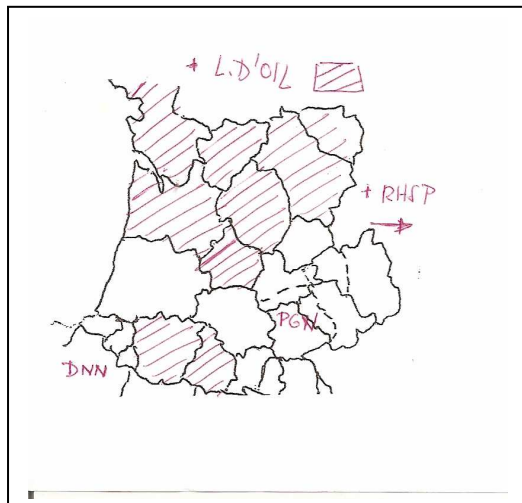 + L.D'OIL
+ RHSP
PGN
DNN